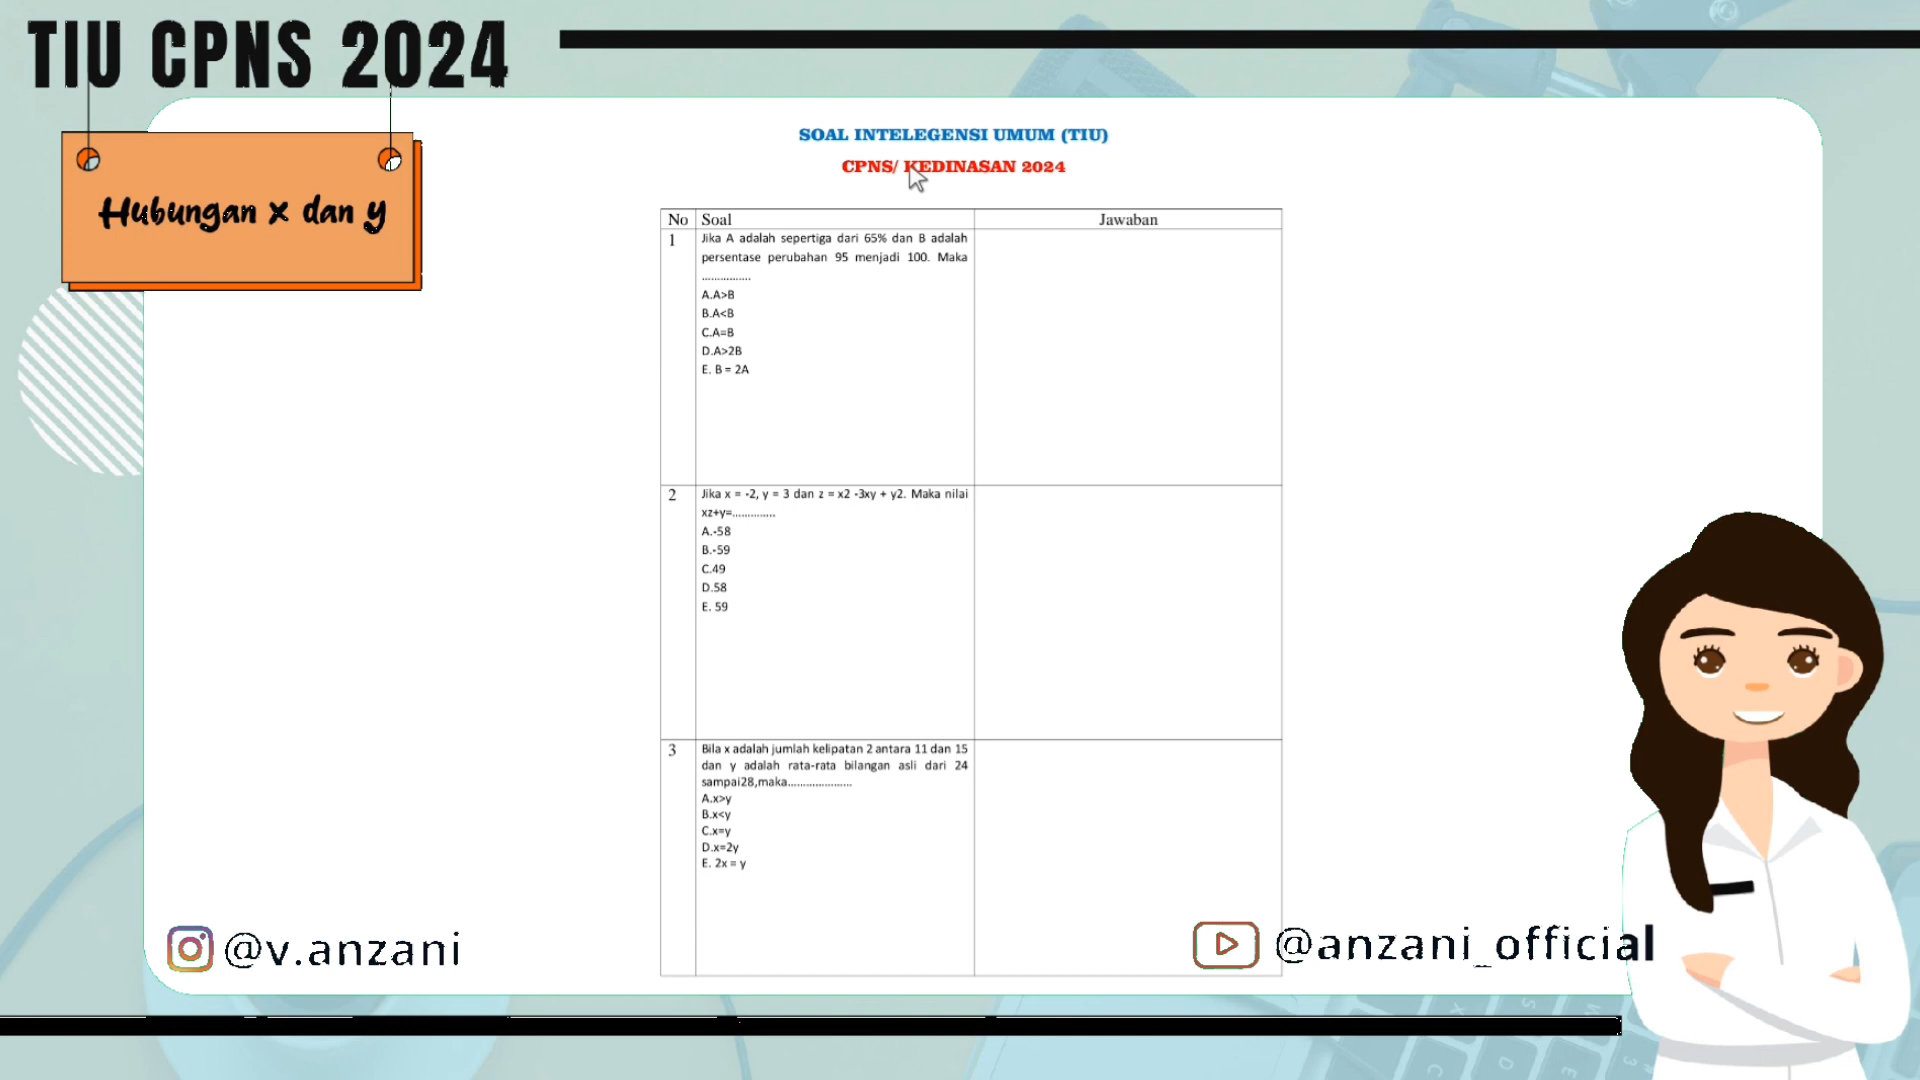 TIU CPNS 2024
Hubungan x dan y
SOAL INTELEGENSI UMUM (TIU)
CPNS/ KEDINASAN 2024
No Soal Jawaban
1 Jika A adalah sepertiga dari 65% dan B adalah
persentase perubahan 95 menjadi 100. Maka
................
A.A>B
B.A<B
C.A=B
D.A>2B
E. B = 2A
2 Jika x = -2, y = 3 dan z = x2 -3xy + y2. Maka nilai
xz+y=..............
A.-58
B.-59
C.49
D.58
E. 59
3 Bila x adalah jumlah kelipatan 2 antara 11 dan 15
dan y adalah rata-rata bilangan asli dari 24
sampai28,maka.....................
A.x>y
B.x<y
C.x=y
D.x=2y
E. 2x = y
@v.anzani
@anzani_official